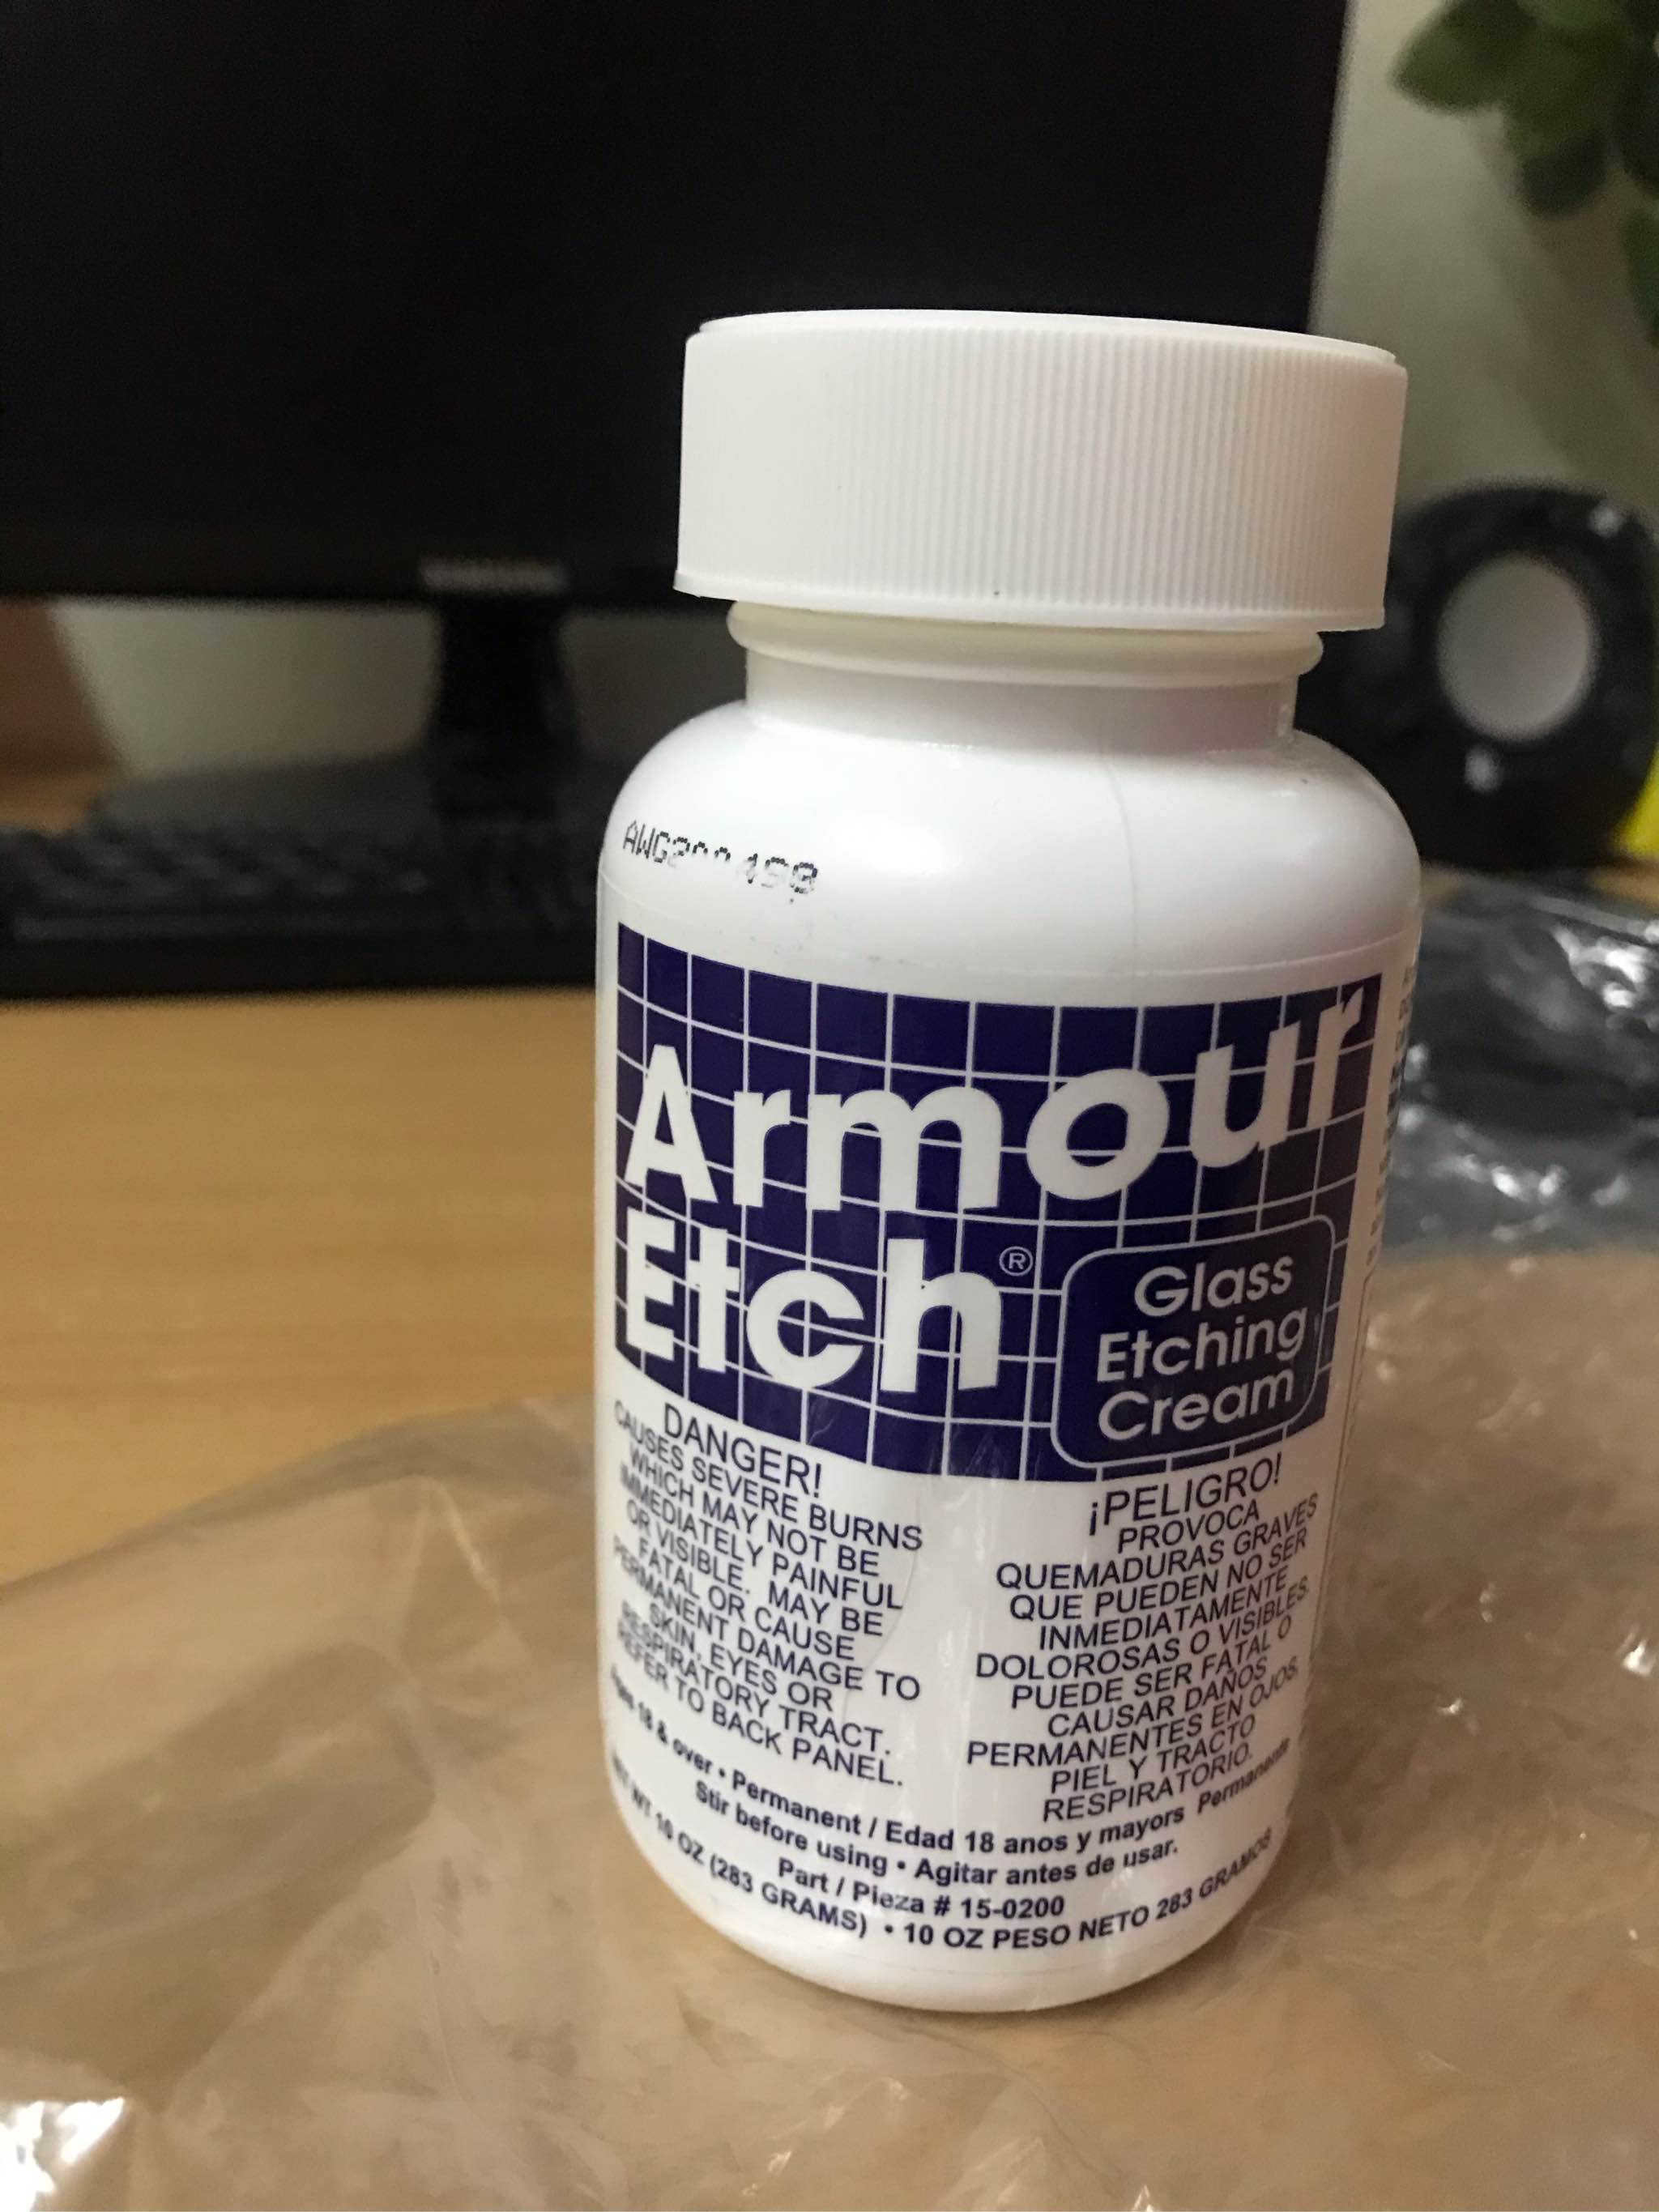 Armour
Etch®
Glass
Etching
Cream
DANGER!
CAUSES SEVERE BURNS
WHICH MAY NOT BE
IMMEDIATELY PAINFUL
OR VISIBLE. MAY BE
FATAL OR CAUSE
PERMANENT DAMAGE TO
SKIN, EYES OR
RESPIRATORY TRACT.
REFER TO BACK PANEL.
¡PELIGRO!
PROVOCA
QUEMADURAS GRAVES
QUE PUEDEN NO SER
INMEDIATAMENTE
DOLOROSAS O VISIBLES.
PUEDE SER FATAL O
CAUSAR DAÑOS
PERMANENTES EN OJOS.
PIEL Y TRACTO
RESPIRATORIO.
Ages 18 & over • Permanent / Edad 18 anos y mayors Permanente
Stir before using • Agitar antes de usar.
Part / Pieza # 15-0200
NET WT 10 OZ (283 GRAMS) • 10 OZ PESO NETO 283 GRAMOS